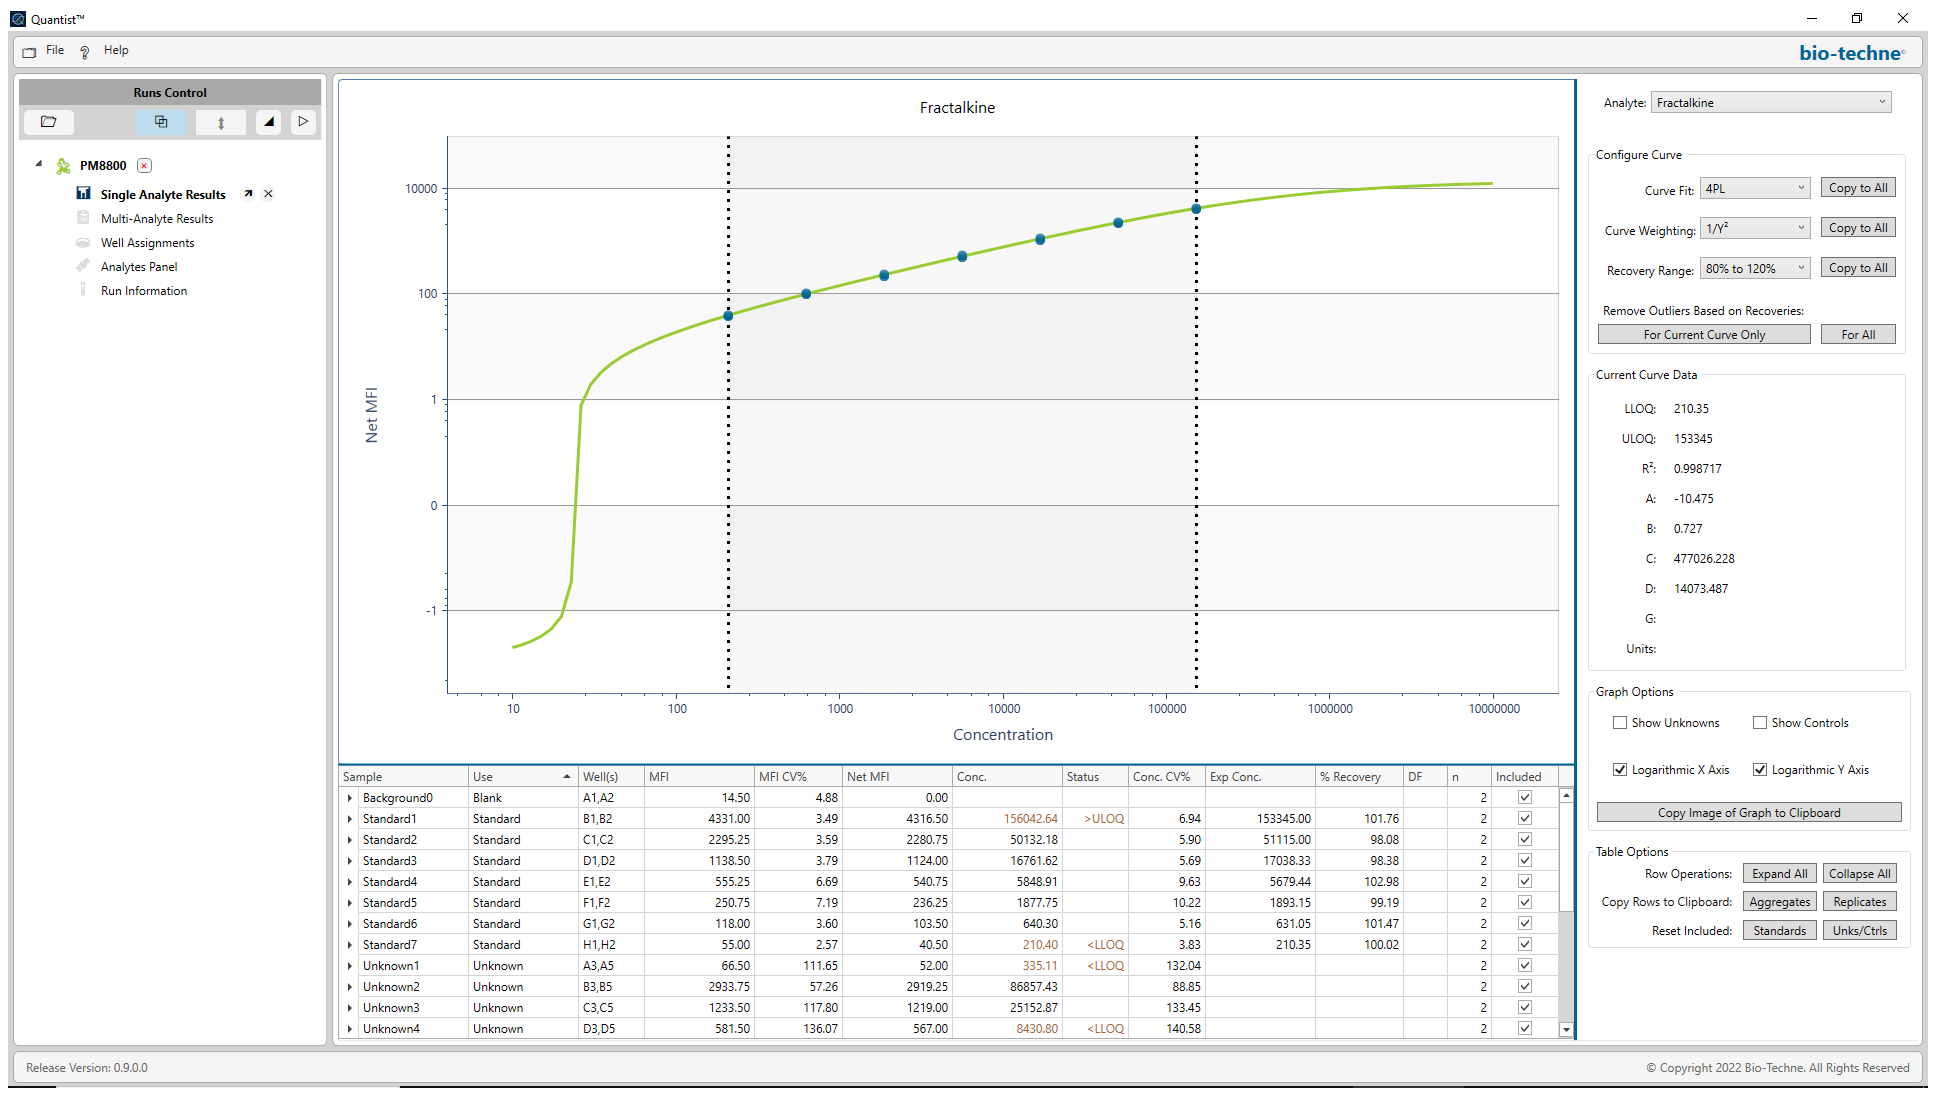 Quantist™
File ? Help
bio-techne
Runs Control
PM8800
Single Analyte Results
Multi-Analyte Results
Well Assignments
Analytes Panel
Run Information
Fractalkine
Net MFI
10000
100
1
0
-1
10 100 1000 10000 100000 1000000 10000000
Concentration
Sample Use Well(s) MFI MFI CV% Net MFI Conc. Status Conc. CV% Exp Conc. % Recovery DF n Included
Background0 Blank A1,A2 14.50 4.88 0.00 2
Standard1 Standard B1,B2 4331.00 3.49 4316.50 156042.64 >ULOQ 6.94 153345.00 101.76 2
Standard2 Standard C1,C2 2295.25 3.59 2280.75 50132.18 5.90 51115.00 98.08 2
Standard3 Standard D1,D2 1138.50 3.79 1124.00 16761.62 5.69 17038.33 98.38 2
Standard4 Standard E1,E2 555.25 6.69 540.75 5848.91 9.63 5679.44 102.98 2
Standard5 Standard F1,F2 250.75 7.19 236.25 1877.75 10.22 1893.15 99.19 2
Standard6 Standard G1,G2 118.00 3.60 103.50 640.30 5.16 631.05 101.47 2
Standard7 Standard H1,H2 55.00 2.57 40.50 210.40 <LLOQ 3.83 210.35 100.02 2
Unknown1 Unknown A3,A5 66.50 111.65 52.00 335.11 <LLOQ 132.04 2
Unknown2 Unknown B3,B5 2933.75 57.26 2919.25 86857.43 88.85 2
Unknown3 Unknown C3,C5 1233.50 117.80 1219.00 25152.87 133.45 2
Unknown4 Unknown D3,D5 581.50 136.07 567.00 8430.80 <LLOQ 140.58 2
Analyte: Fractalkine
Configure Curve
Curve Fit: 4PL Copy to All
Curve Weighting: 1/Y² Copy to All
Recovery Range: 80% to 120% Copy to All
Remove Outliers Based on Recoveries:
For Current Curve Only For All
Current Curve Data
LLOQ: 210.35
ULOQ: 153345
R²: 0.998717
A: -10.475
B: 0.727
C: 477026.228
D: 14073.487
G:
Units:
Graph Options
Show Unknowns Show Controls
Logarithmic X Axis Logarithmic Y Axis
Copy Image of Graph to Clipboard
Table Options
Row Operations: Expand All Collapse All
Copy Rows to Clipboard: Aggregates Replicates
Reset Included: Standards Unks/Ctrls
Release Version: 0.9.0.0
© Copyright 2022 Bio-Techne. All Rights Reserved